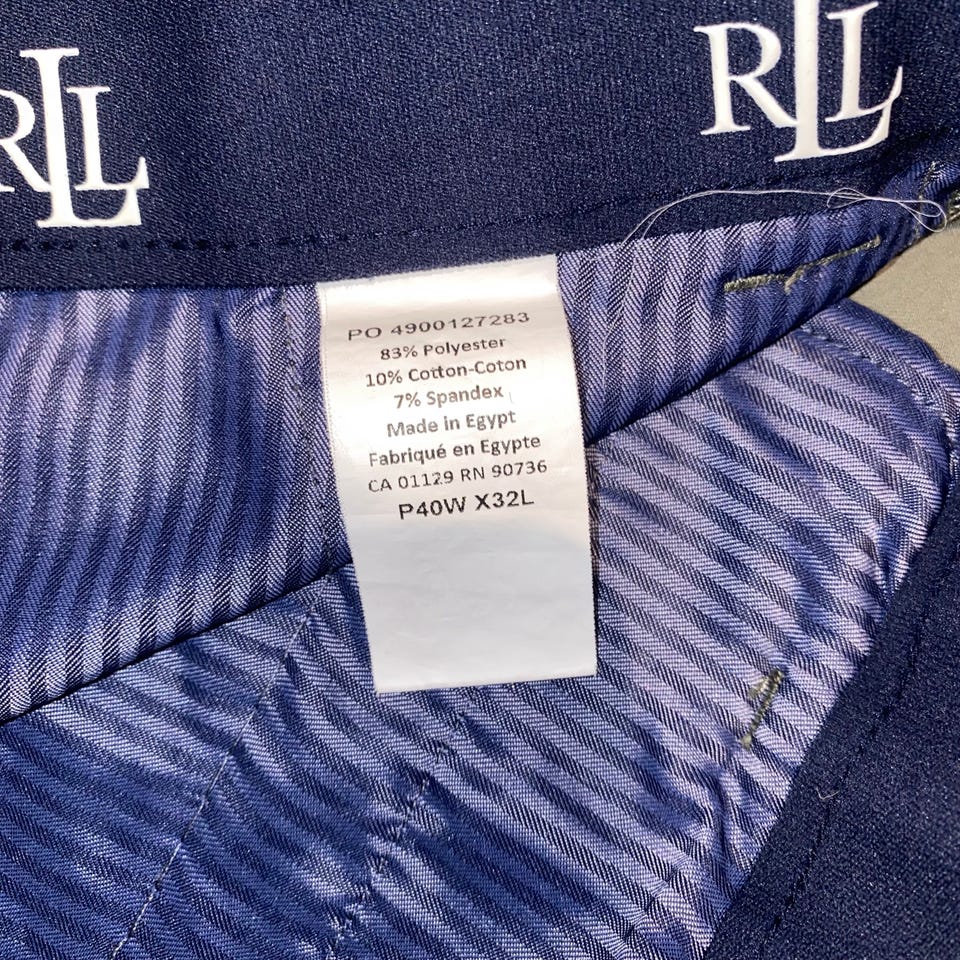 RLL
RLL
PO 4900127283
83% Polyester
10% Cotton-Coton
7% Spandex
Made in Egypt
Fabriqué en Egypte
CA 01129 RN 90736
P40W X32L